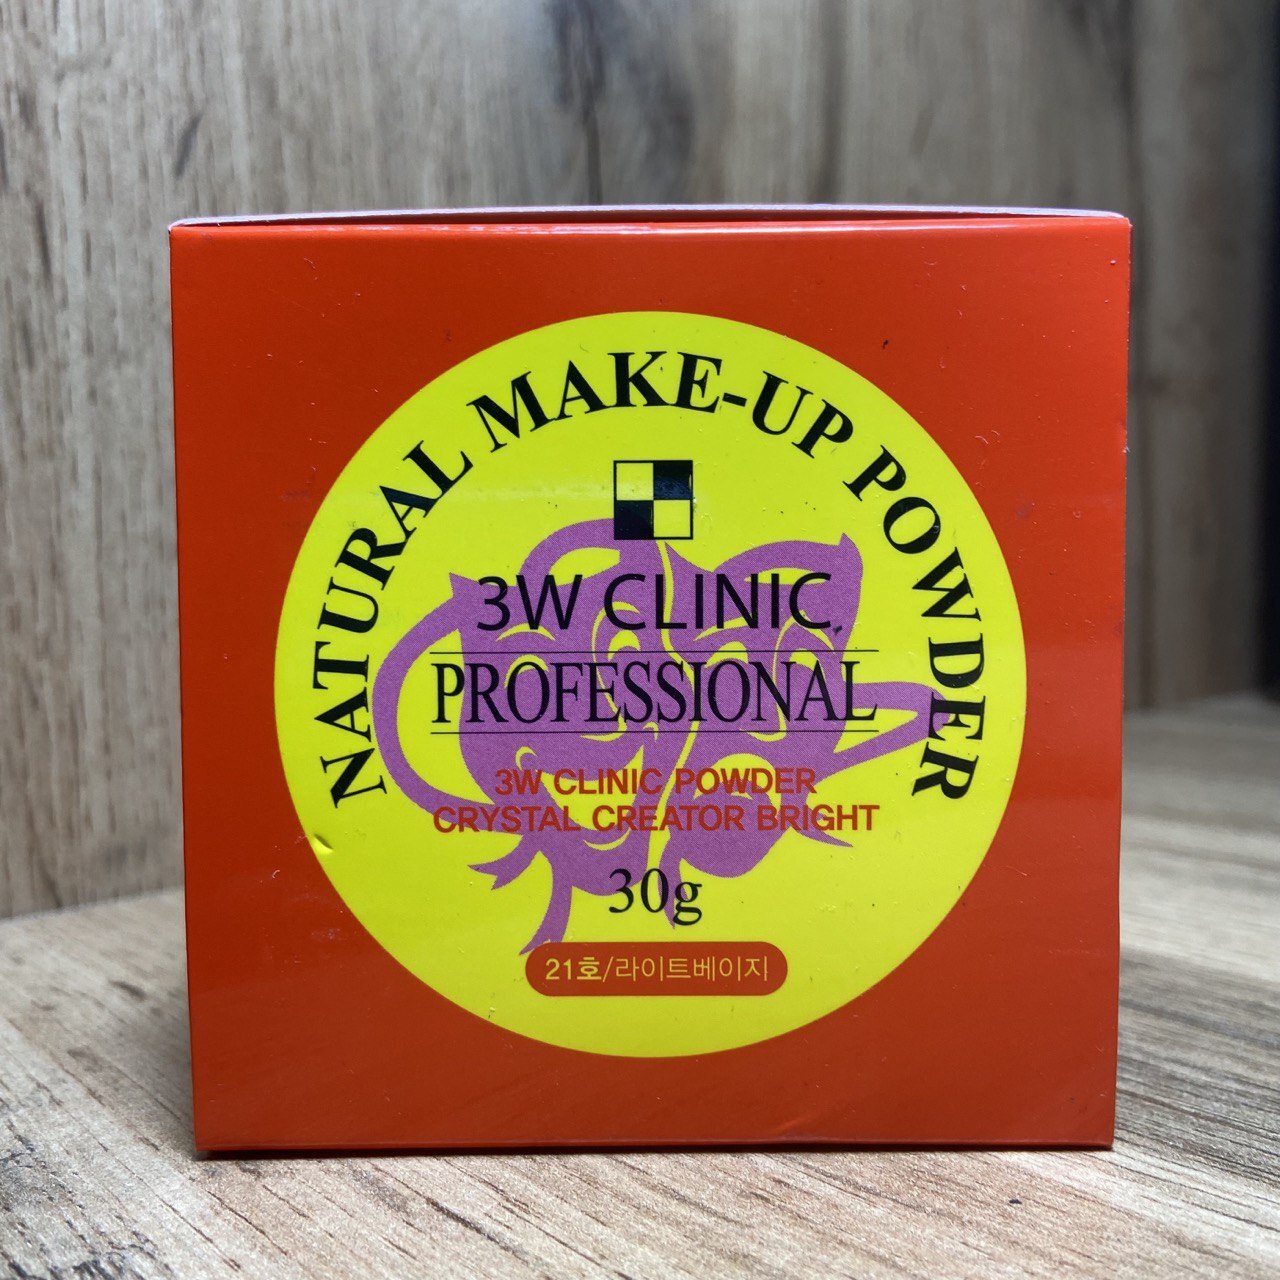 NATURAL MAKE-UP POWDER
3W CLINIC
PROFESSIONAL
3W CLINIC POWDER
CRYSTAL CREATOR BRIGHT
30g
21호/라이트베이지